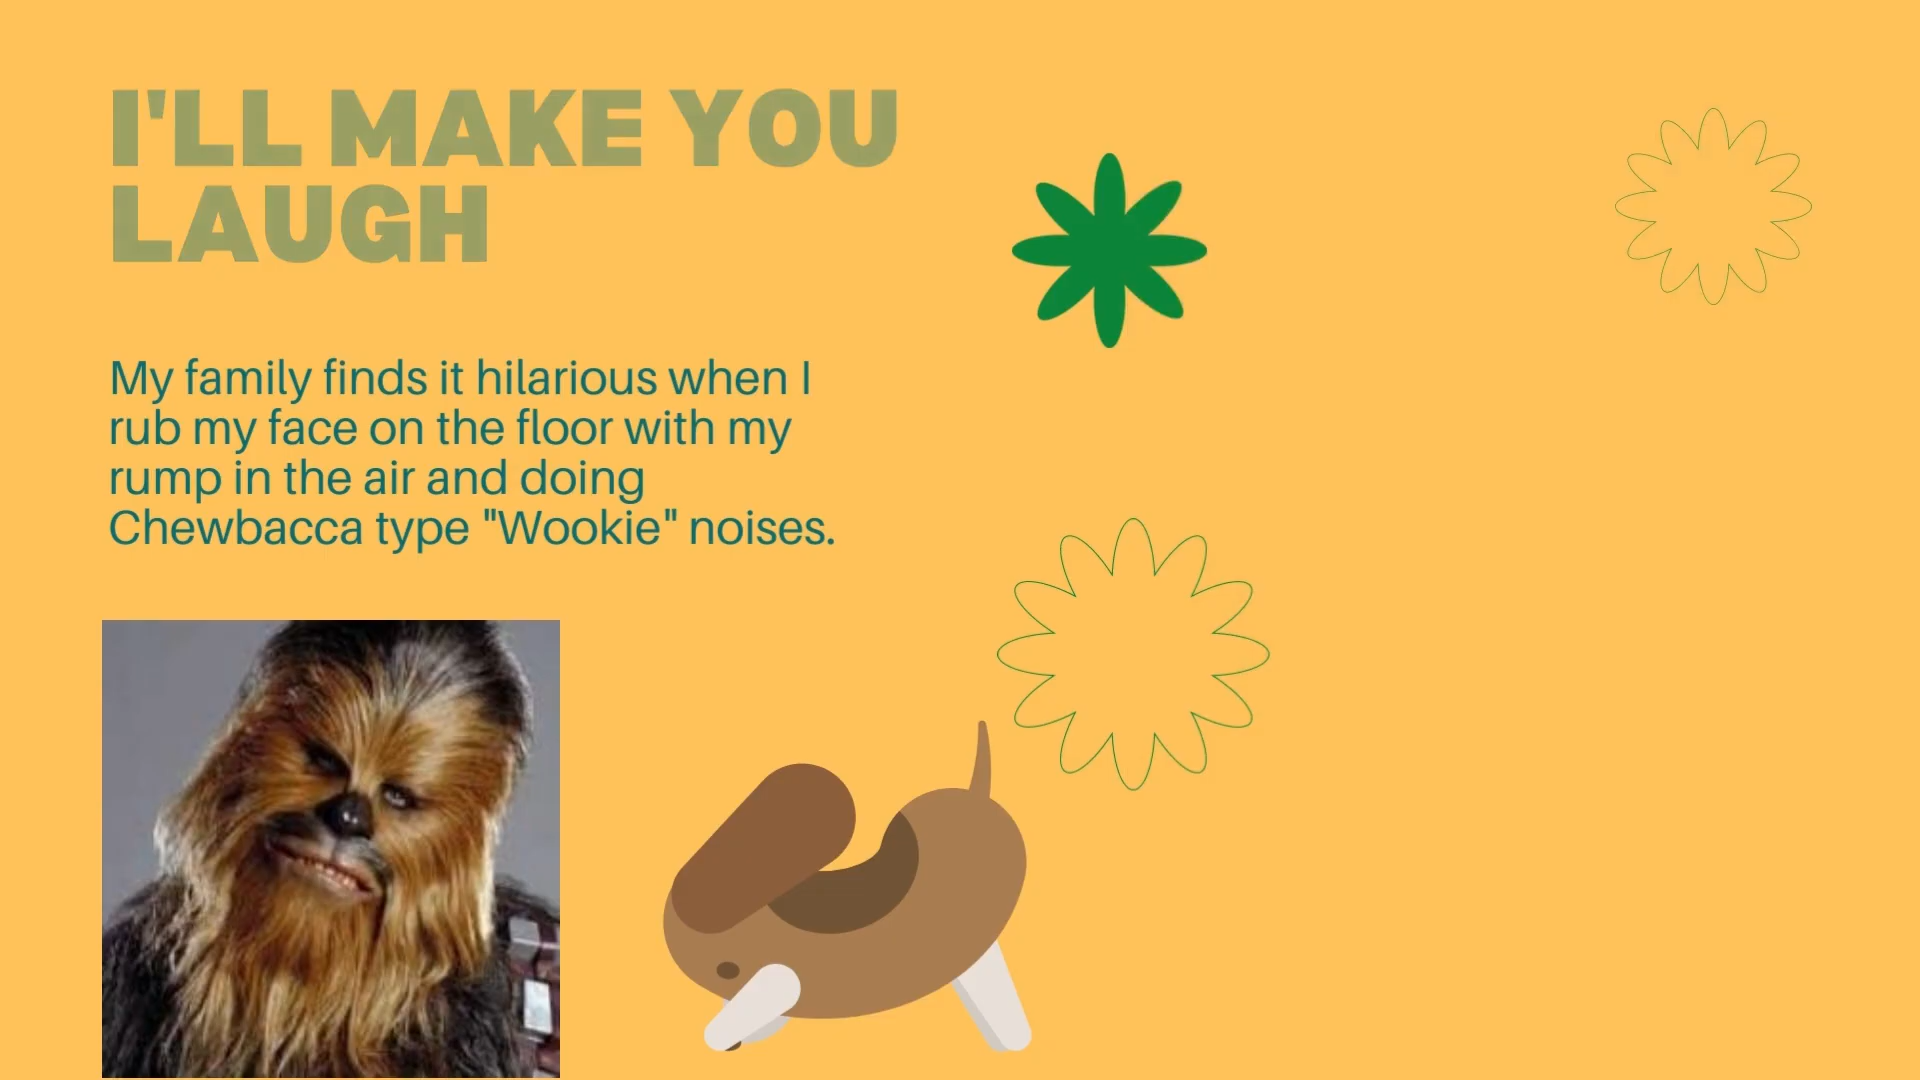 I'LL MAKE YOU
LAUGH
My family finds it hilarious when I
rub my face on the floor with my
rump in the air and doing
Chewbacca type "Wookie" noises.